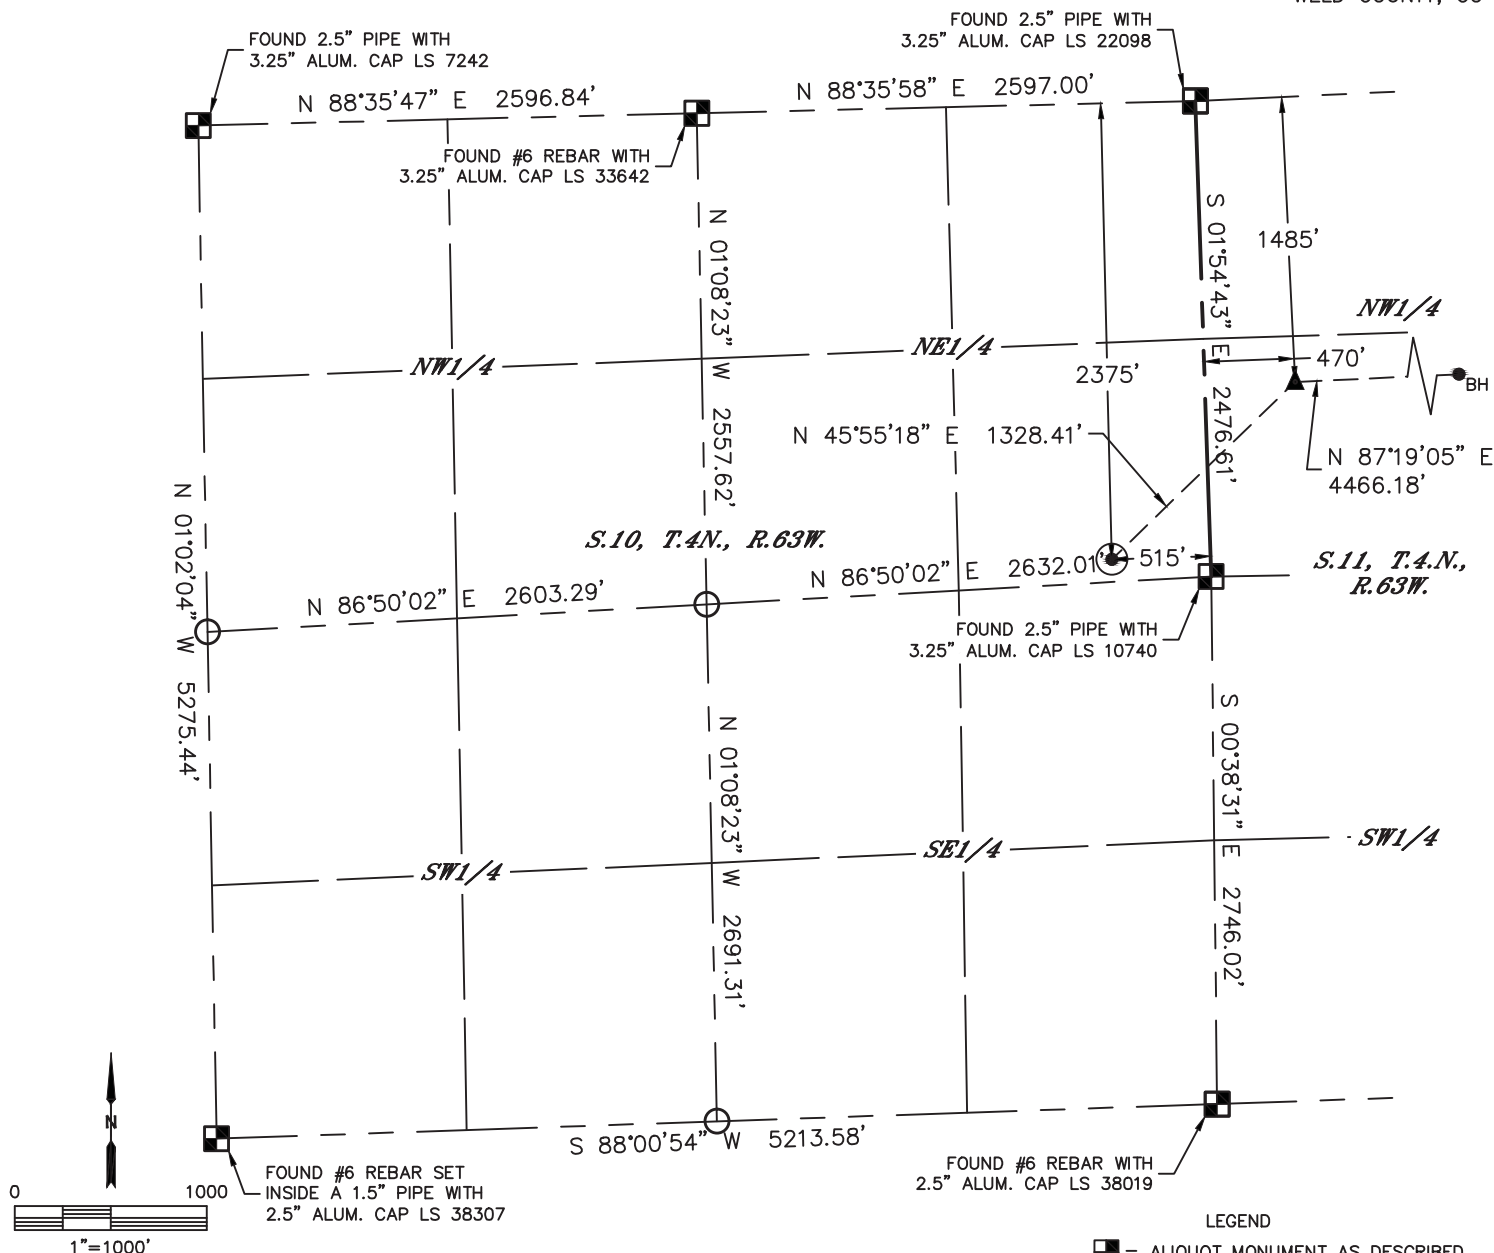 FOUND 2.5" PIPE WITH
3.25" ALUM. CAP LS 7242
FOUND 2.5" PIPE WITH
3.25" ALUM. CAP LS 22098
N 88°35'47" E 2596.84'
N 88°35'58" E 2597.00'
FOUND #6 REBAR WITH
3.25" ALUM. CAP LS 33642
N 01°08'23" W 2557.62'
S 01°54'43" E 2476.61'
1485'
NW1/4
NW1/4
NE1/4
2375'
470'
BH
N 45°55'18" E 1328.41'
N 87°19'05" E
4466.18'
N 01°02'04" W 5275.44'
S.10, T.4N., R.63W.
515'
S.11, T.4.N.,
R.63W.
N 86°50'02" E 2603.29'
N 86°50'02" E 2632.01'
FOUND 2.5" PIPE WITH
3.25" ALUM. CAP LS 10740
N 01°08'23" W 2691.31'
S 00°38'31" E 2746.02'
SW1/4
SE1/4
SW1/4
N
S 88°00'54" W 5213.58'
FOUND #6 REBAR SET
INSIDE A 1.5" PIPE WITH
2.5" ALUM. CAP LS 38307
FOUND #6 REBAR WITH
2.5" ALUM. CAP LS 38019
0 1000
1"=1000'
LEGEND
= ALIQUOT MONUMENT AS DESCRIBED